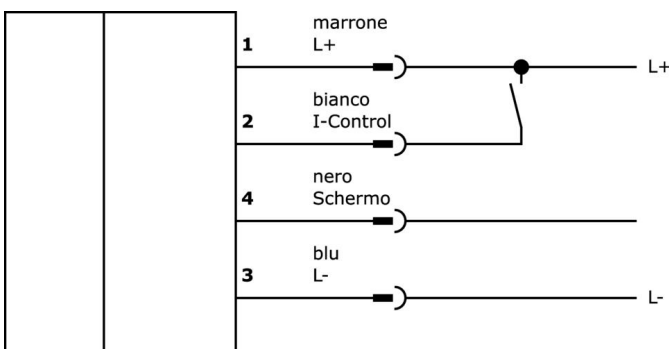 marrone
1 L+
L+
bianco
2 I-Control
nero
4 Schermo
blu
3 L-
L-